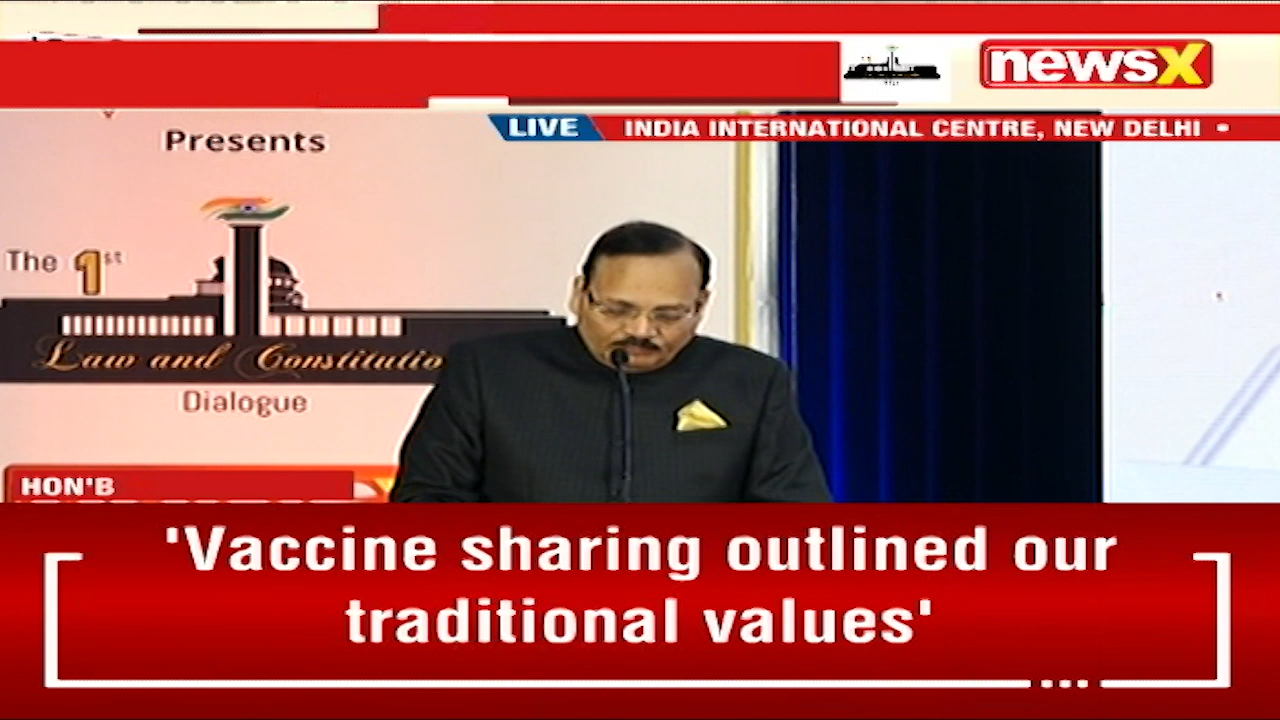 newsX
Presents
LIVE
INDIA INTERNATIONAL CENTRE, NEW DELHI
The 1st
Law and Constitutio
Dialogue
HON'B
'Vaccine sharing outlined our
traditional values'